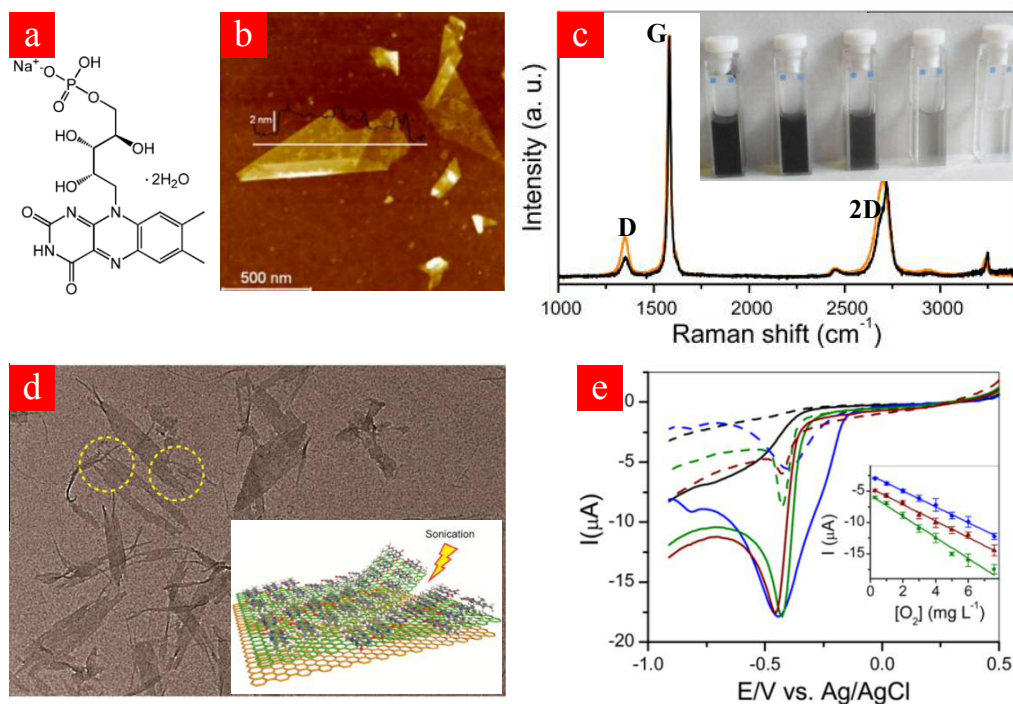 a
Na⁺⁻O
OH
P
O
O
HO
OH
HO
HO
·2H₂O
O
N
N
HN
N
O
b
2 nm
500 nm
c
G
D
2D
Intensity (a. u.)
1000
1500
2000
2500
3000
Raman shift (cm⁻¹)
d
Sonication
e
0
-5
-10
-15
-20
I(μA)
-5
-10
-15
I (μA)
0
2
4
6
[O₂] (mg L⁻¹)
-1.0
-0.5
0.0
0.5
E/V vs. Ag/AgCl